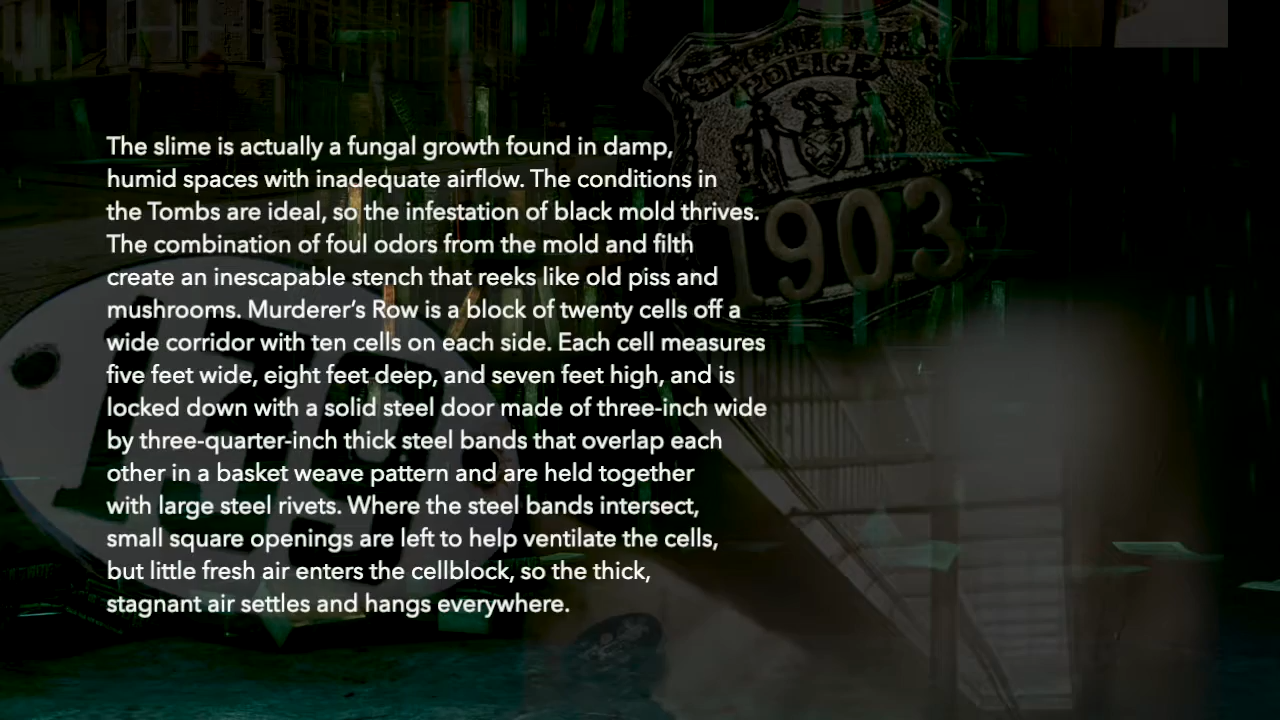 POLICE
1903
The slime is actually a fungal growth found in damp,
humid spaces with inadequate airflow. The conditions in
the Tombs are ideal, so the infestation of black mold thrives.
The combination of foul odors from the mold and filth
create an inescapable stench that reeks like old piss and
mushrooms. Murderer’s Row is a block of twenty cells off a
wide corridor with ten cells on each side. Each cell measures
five feet wide, eight feet deep, and seven feet high, and is
locked down with a solid steel door made of three-inch wide
by three-quarter-inch thick steel bands that overlap each
other in a basket weave pattern and are held together
with large steel rivets. Where the steel bands intersect,
small square openings are left to help ventilate the cells,
but little fresh air enters the cellblock, so the thick,
stagnant air settles and hangs everywhere.